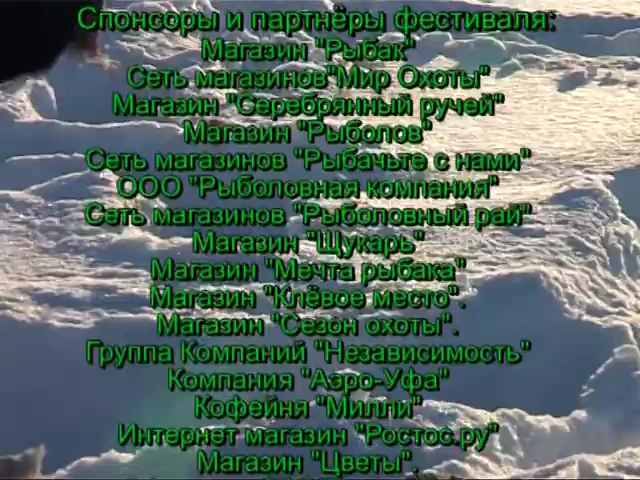 Спонсоры и партнёры фестиваля:
Магазин "Рыбак"
Сеть магазинов"Мир Охоты"
Магазин "Серебрянный ручей"
Магазин "Рыболов"
Сеть магазинов "Рыбачьте с нами"
ООО "Рыболовная компания"
Сеть магазинов "Рыболовный рай"
Магазин "Щукарь"
Магазин "Мечта рыбака"
Магазин "Клёвое место".
Магазин "Сезон охоты".
Группа Компаний "Независимость"
Компания "Аэро-Уфа"
Кофейня "Милли"
Интернет магазин "Ростос.ру"
Магазин "Цветы".